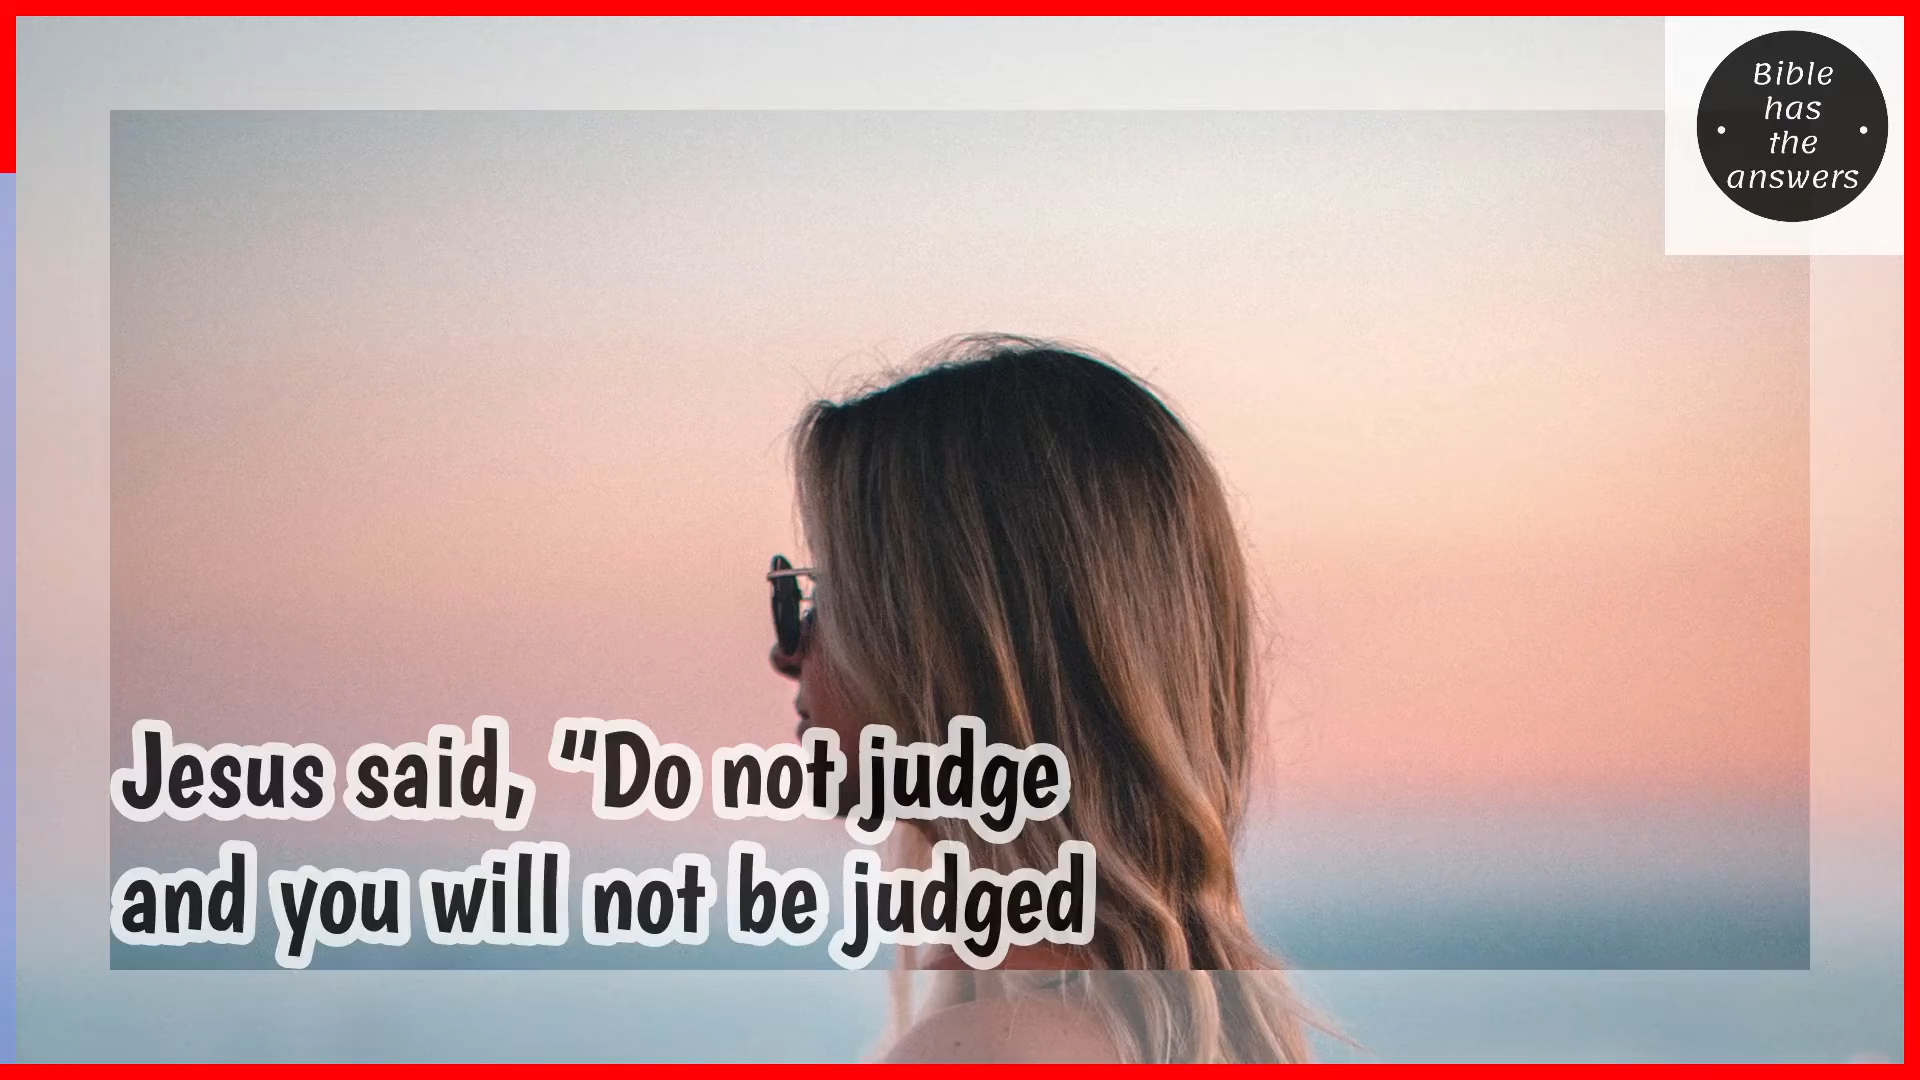 Bible
has
the
answers
Jesus said, "Do not judge
and you will not be judged